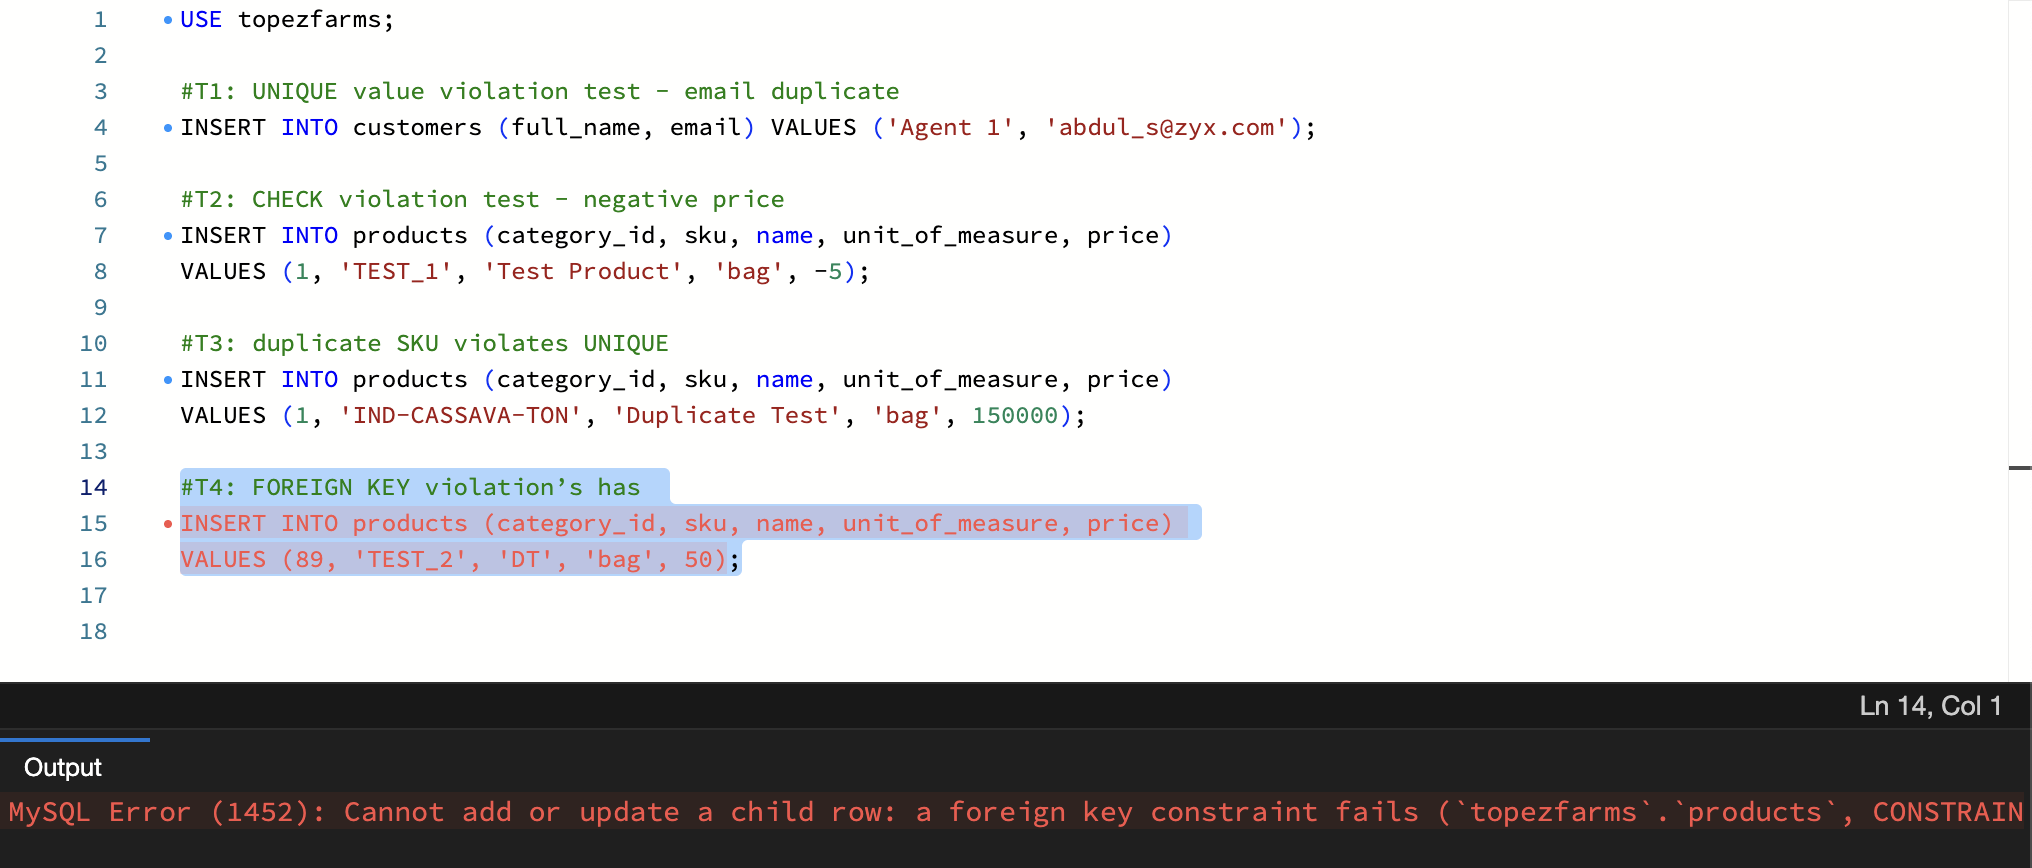 1 USE topezfarms;
2
3 #T1: UNIQUE value violation test - email duplicate
4 INSERT INTO customers (full_name, email) VALUES ('Agent 1', 'abdul_s@zyx.com');
5
6 #T2: CHECK violation test - negative price
7 INSERT INTO products (category_id, sku, name, unit_of_measure, price)
8 VALUES (1, 'TEST_1', 'Test Product', 'bag', -5);
9
10 #T3: duplicate SKU violates UNIQUE
11 INSERT INTO products (category_id, sku, name, unit_of_measure, price)
12 VALUES (1, 'IND-CASSAVA-TON', 'Duplicate Test', 'bag', 150000);
13
14 #T4: FOREIGN KEY violation’s has
15 INSERT INTO products (category_id, sku, name, unit_of_measure, price)
16 VALUES (89, 'TEST_2', 'DT', 'bag', 50);
17
18
Ln 14, Col 1
Output
MySQL Error (1452): Cannot add or update a child row: a foreign key constraint fails (`topezfarms`.`products`, CONSTRAIN